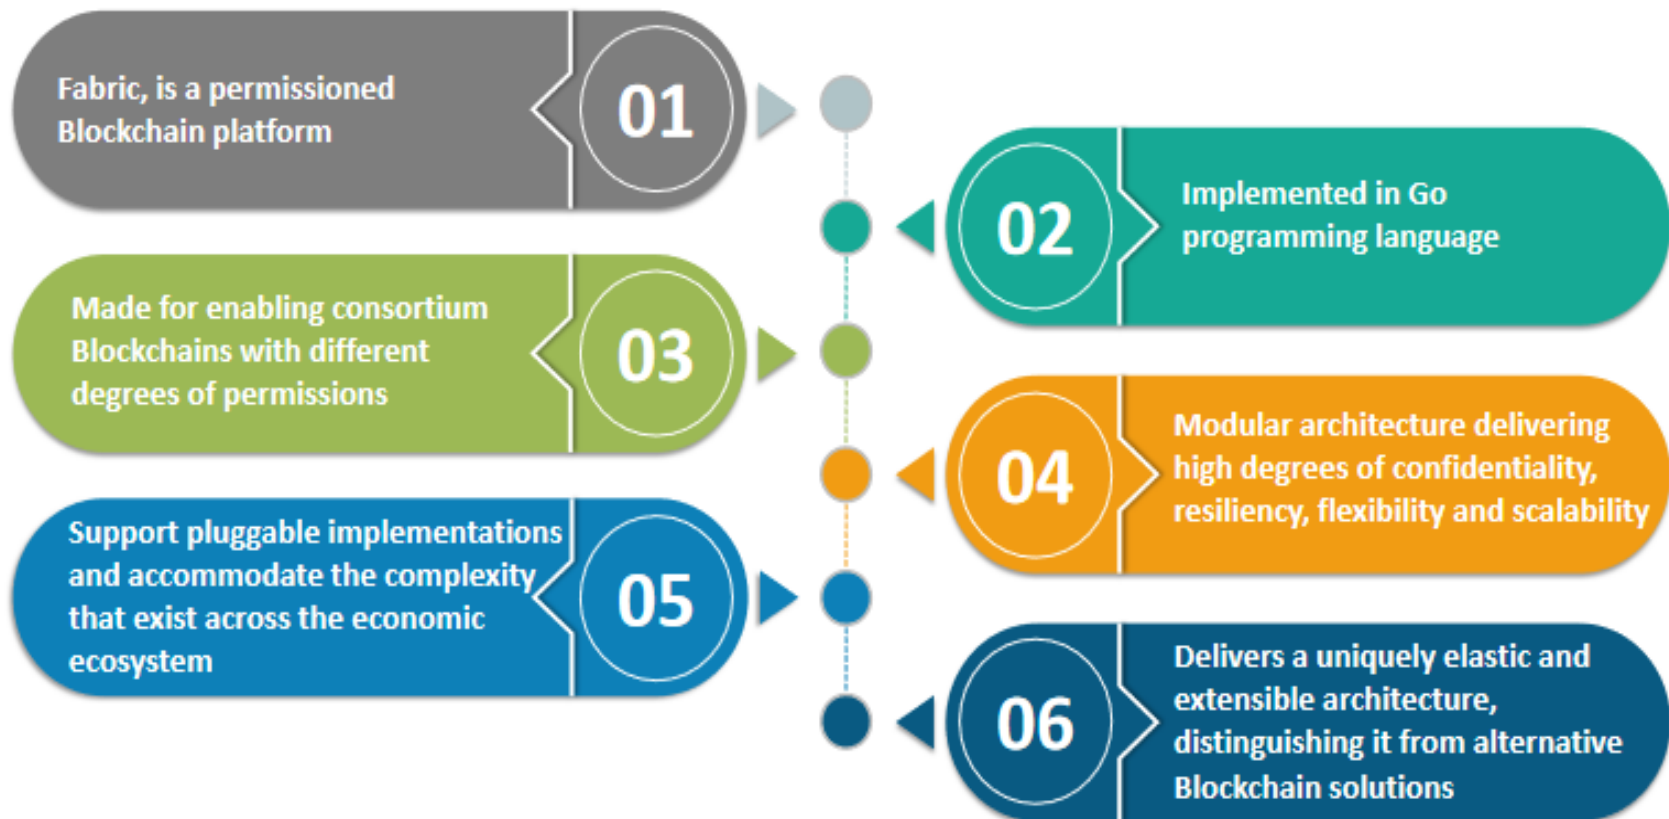 01
Fabric, is a permissioned
Blockchain platform
02
Implemented in Go
programming language
03
Made for enabling consortium
Blockchains with different
degrees of permissions
04
Modular architecture delivering
high degrees of confidentiality,
resiliency, flexibility and scalability
05
Support pluggable implementations
and accommodate the complexity
that exist across the economic
ecosystem
06
Delivers a uniquely elastic and
extensible architecture,
distinguishing it from alternative
Blockchain solutions